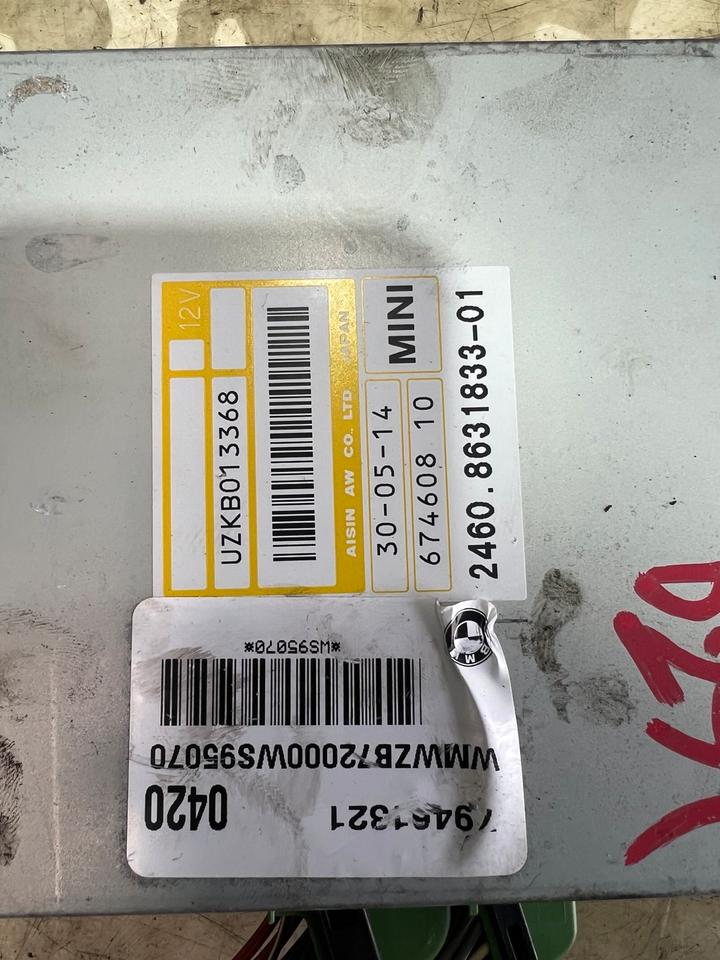 12V
UZKB013368
AISIN AW CO., LTD JAPAN
MINI
30-05-14
674608 10
2460.8631833-01
BMW
*WS95070*
WMWZB72000WS95070
0420